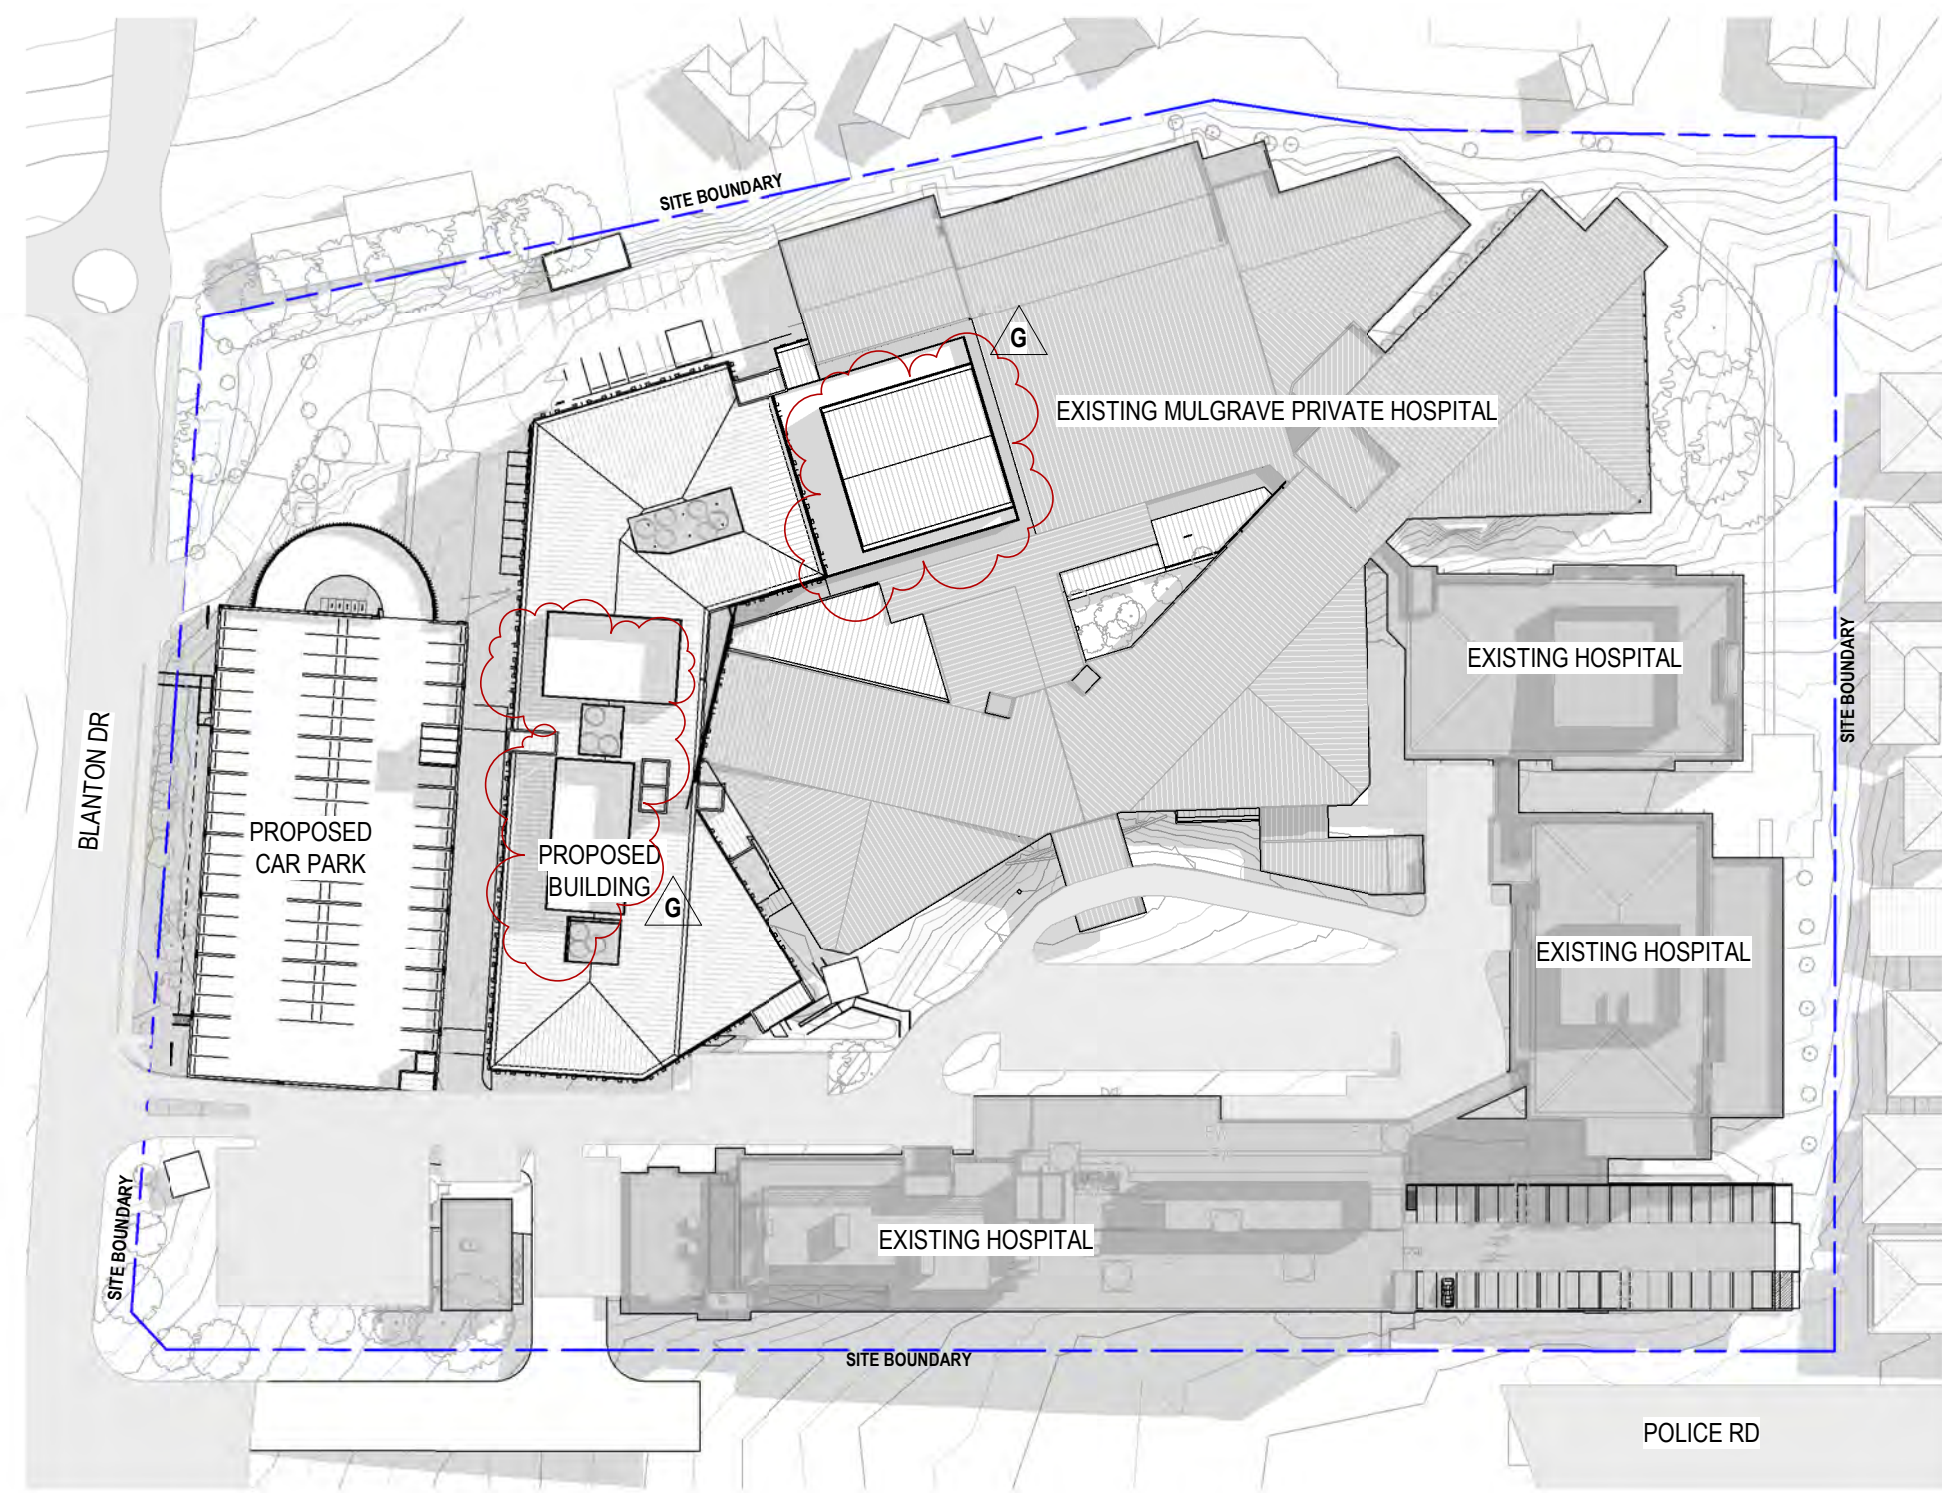 SITE BOUNDARY
G
EXISTING MULGRAVE PRIVATE HOSPITAL
EXISTING HOSPITAL
SITE BOUNDARY
BLANTON DR
PROPOSED
CAR PARK
PROPOSED
BUILDING
G
EXISTING HOSPITAL
SITE BOUNDARY
EXISTING HOSPITAL
SITE BOUNDARY
POLICE RD